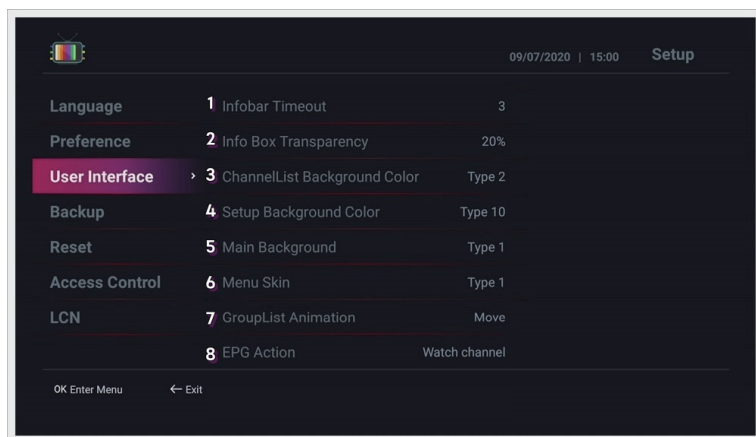 09/07/2020 | 15:00 Setup
Language
Preference
User Interface ›
Backup
Reset
Access Control
LCN
1 Infobar Timeout 3
2 Info Box Transparency 20%
3 ChannelList Background Color Type 2
4 Setup Background Color Type 10
5 Main Background Type 1
6 Menu Skin Type 1
7 GroupList Animation Move
8 EPG Action Watch channel
OK Enter Menu ← Exit